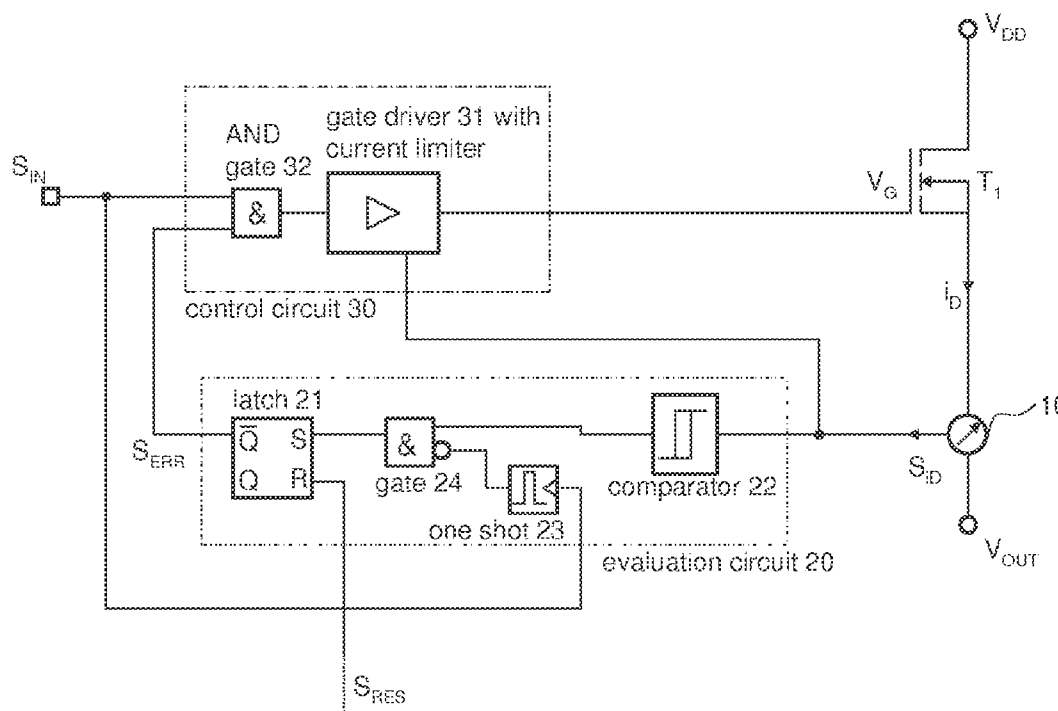 V_DD
gate driver 31 with
current limiter
AND
gate 32
S_IN
&
V_G
T_1
control circuit 30
i_D
latch 21
10
Q̅ S
&
S_ERR
Q R
gate 24
comparator 22
S_iD
one shot 23
evaluation circuit 20
V_OUT
S_RES